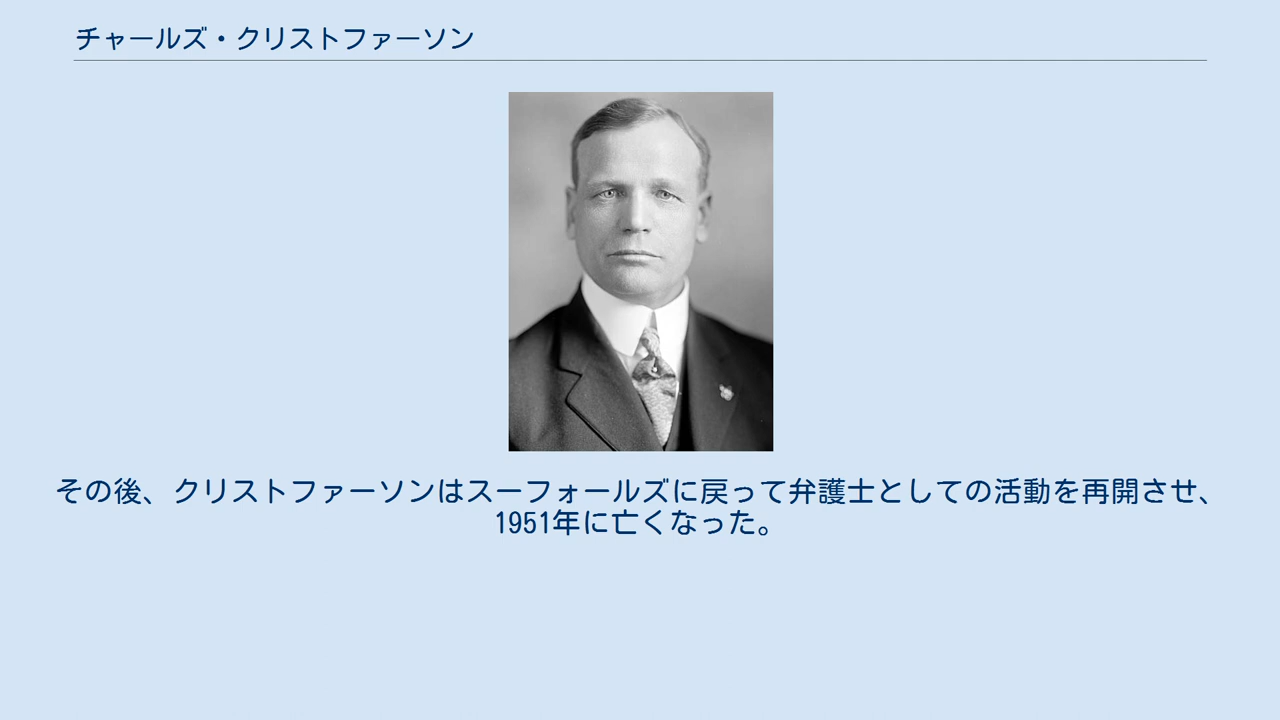 チャールズ・クリストファーソン
その後、クリストファーソンはスーフォールズに戻って弁護士としての活動を再開させ、
1951年に亡くなった。